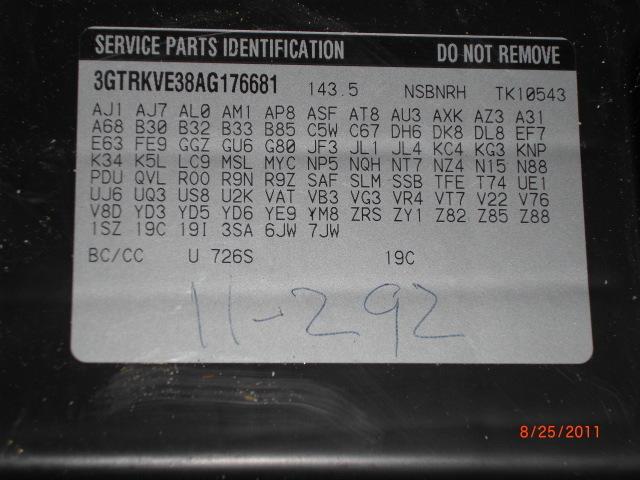 SERVICE PARTS IDENTIFICATION DO NOT REMOVE
3GTRKVE38AG176681 143.5 NSBNRH TK10543
AJ1 AJ7 AL0 AM1 AP8 ASF AT8 AU3 AXK AZ3 A31
A68 B30 B32 B33 B85 C5W C67 DH6 DK8 DL8 EF7
E63 FE9 GGZ GU6 G80 JF3 JL1 JL4 KC4 KG3 KNP
K34 K5L LC9 MSL MYC NP5 NQH NT7 NZ4 N15 N88
PDU QVL R00 R9N R9Z SAF SLM SSB TFE T74 UE1
UJ6 UQ3 US8 U2K VAT VB3 VG3 VR4 VT7 V22 V76
V8D YD3 YD5 YD6 YE9 YM8 ZRS ZY1 Z82 Z85 Z88
1SZ 19C 19I 3SA 6JW 7JW
BC/CC U 726S 19C
11-292
8/25/2011